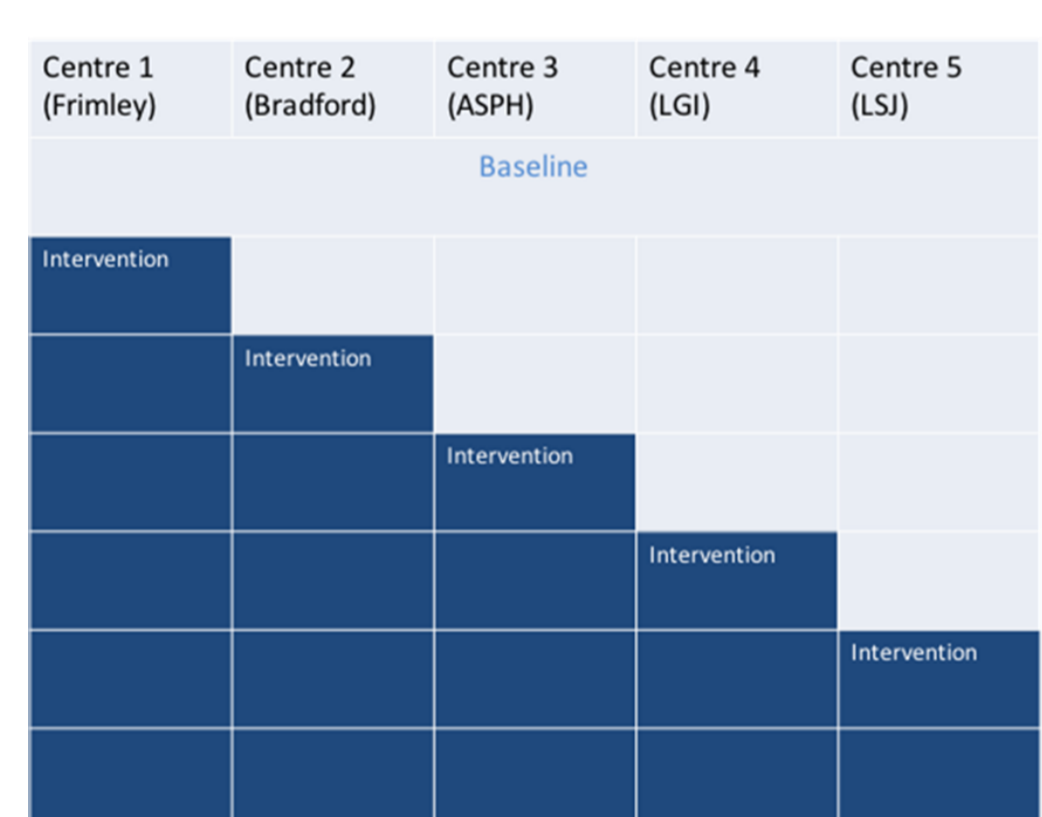 Centre 1
(Frimley)
Centre 2
(Bradford)
Centre 3
(ASPH)
Centre 4
(LGI)
Centre 5
(LSJ)
Baseline
Intervention
Intervention
Intervention
Intervention
Intervention